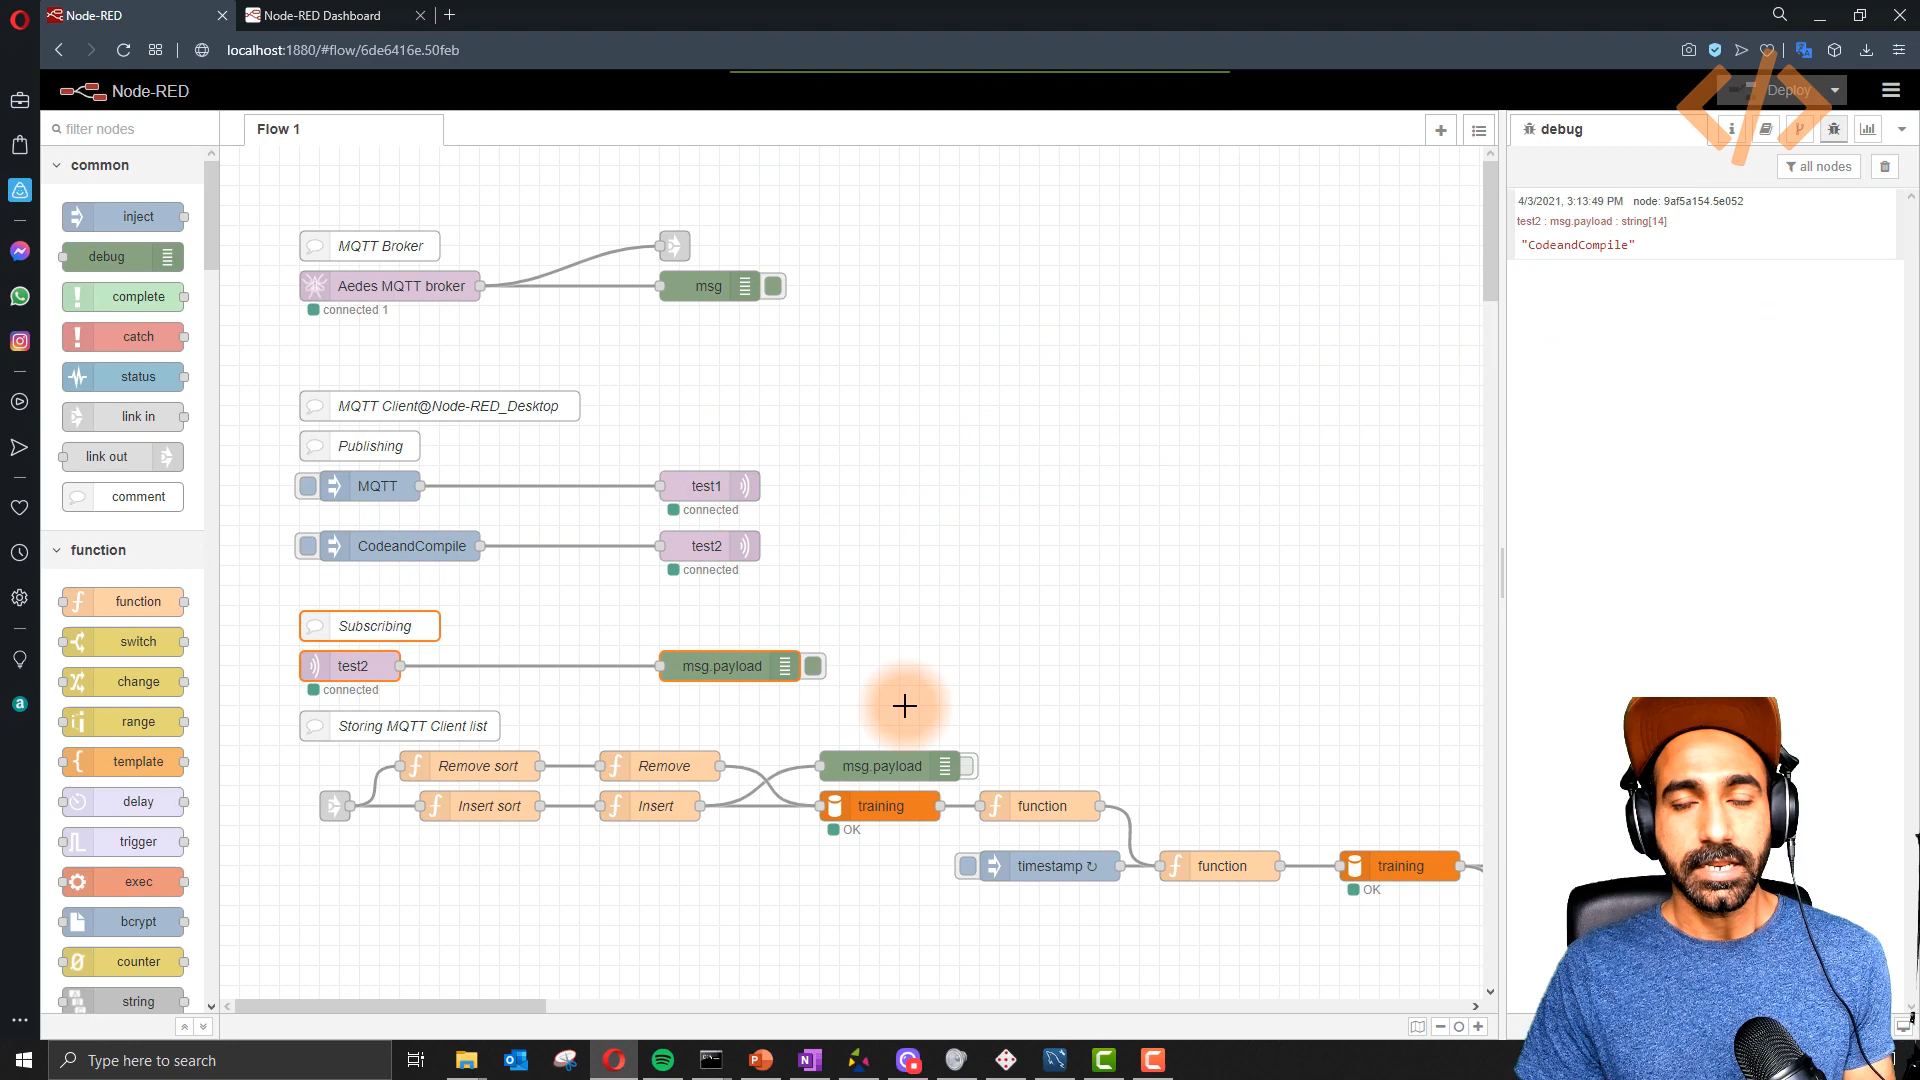 Node-RED
Node-RED Dashboard
localhost:1880/#flow/6de6416e.50feb
Node-RED
Deploy
filter nodes
Flow 1
debug
all nodes
common
inject
debug
complete
catch
status
link in
link out
comment
function
function
switch
change
range
template
delay
trigger
exec
bcrypt
counter
string
MQTT Broker
Aedes MQTT broker
msg
connected 1
MQTT Client@Node-RED_Desktop
Publishing
MQTT
test1
connected
CodeandCompile
test2
connected
Subscribing
test2
msg.payload
connected
Storing MQTT Client list
Remove sort
Remove
msg.payload
Insert sort
Insert
training
function
OK
timestamp ↻
function
training
OK
4/3/2021, 3:13:49 PM node: 9af5a154.5e052
test2 : msg.payload : string[14]
"CodeandCompile"
Type here to search